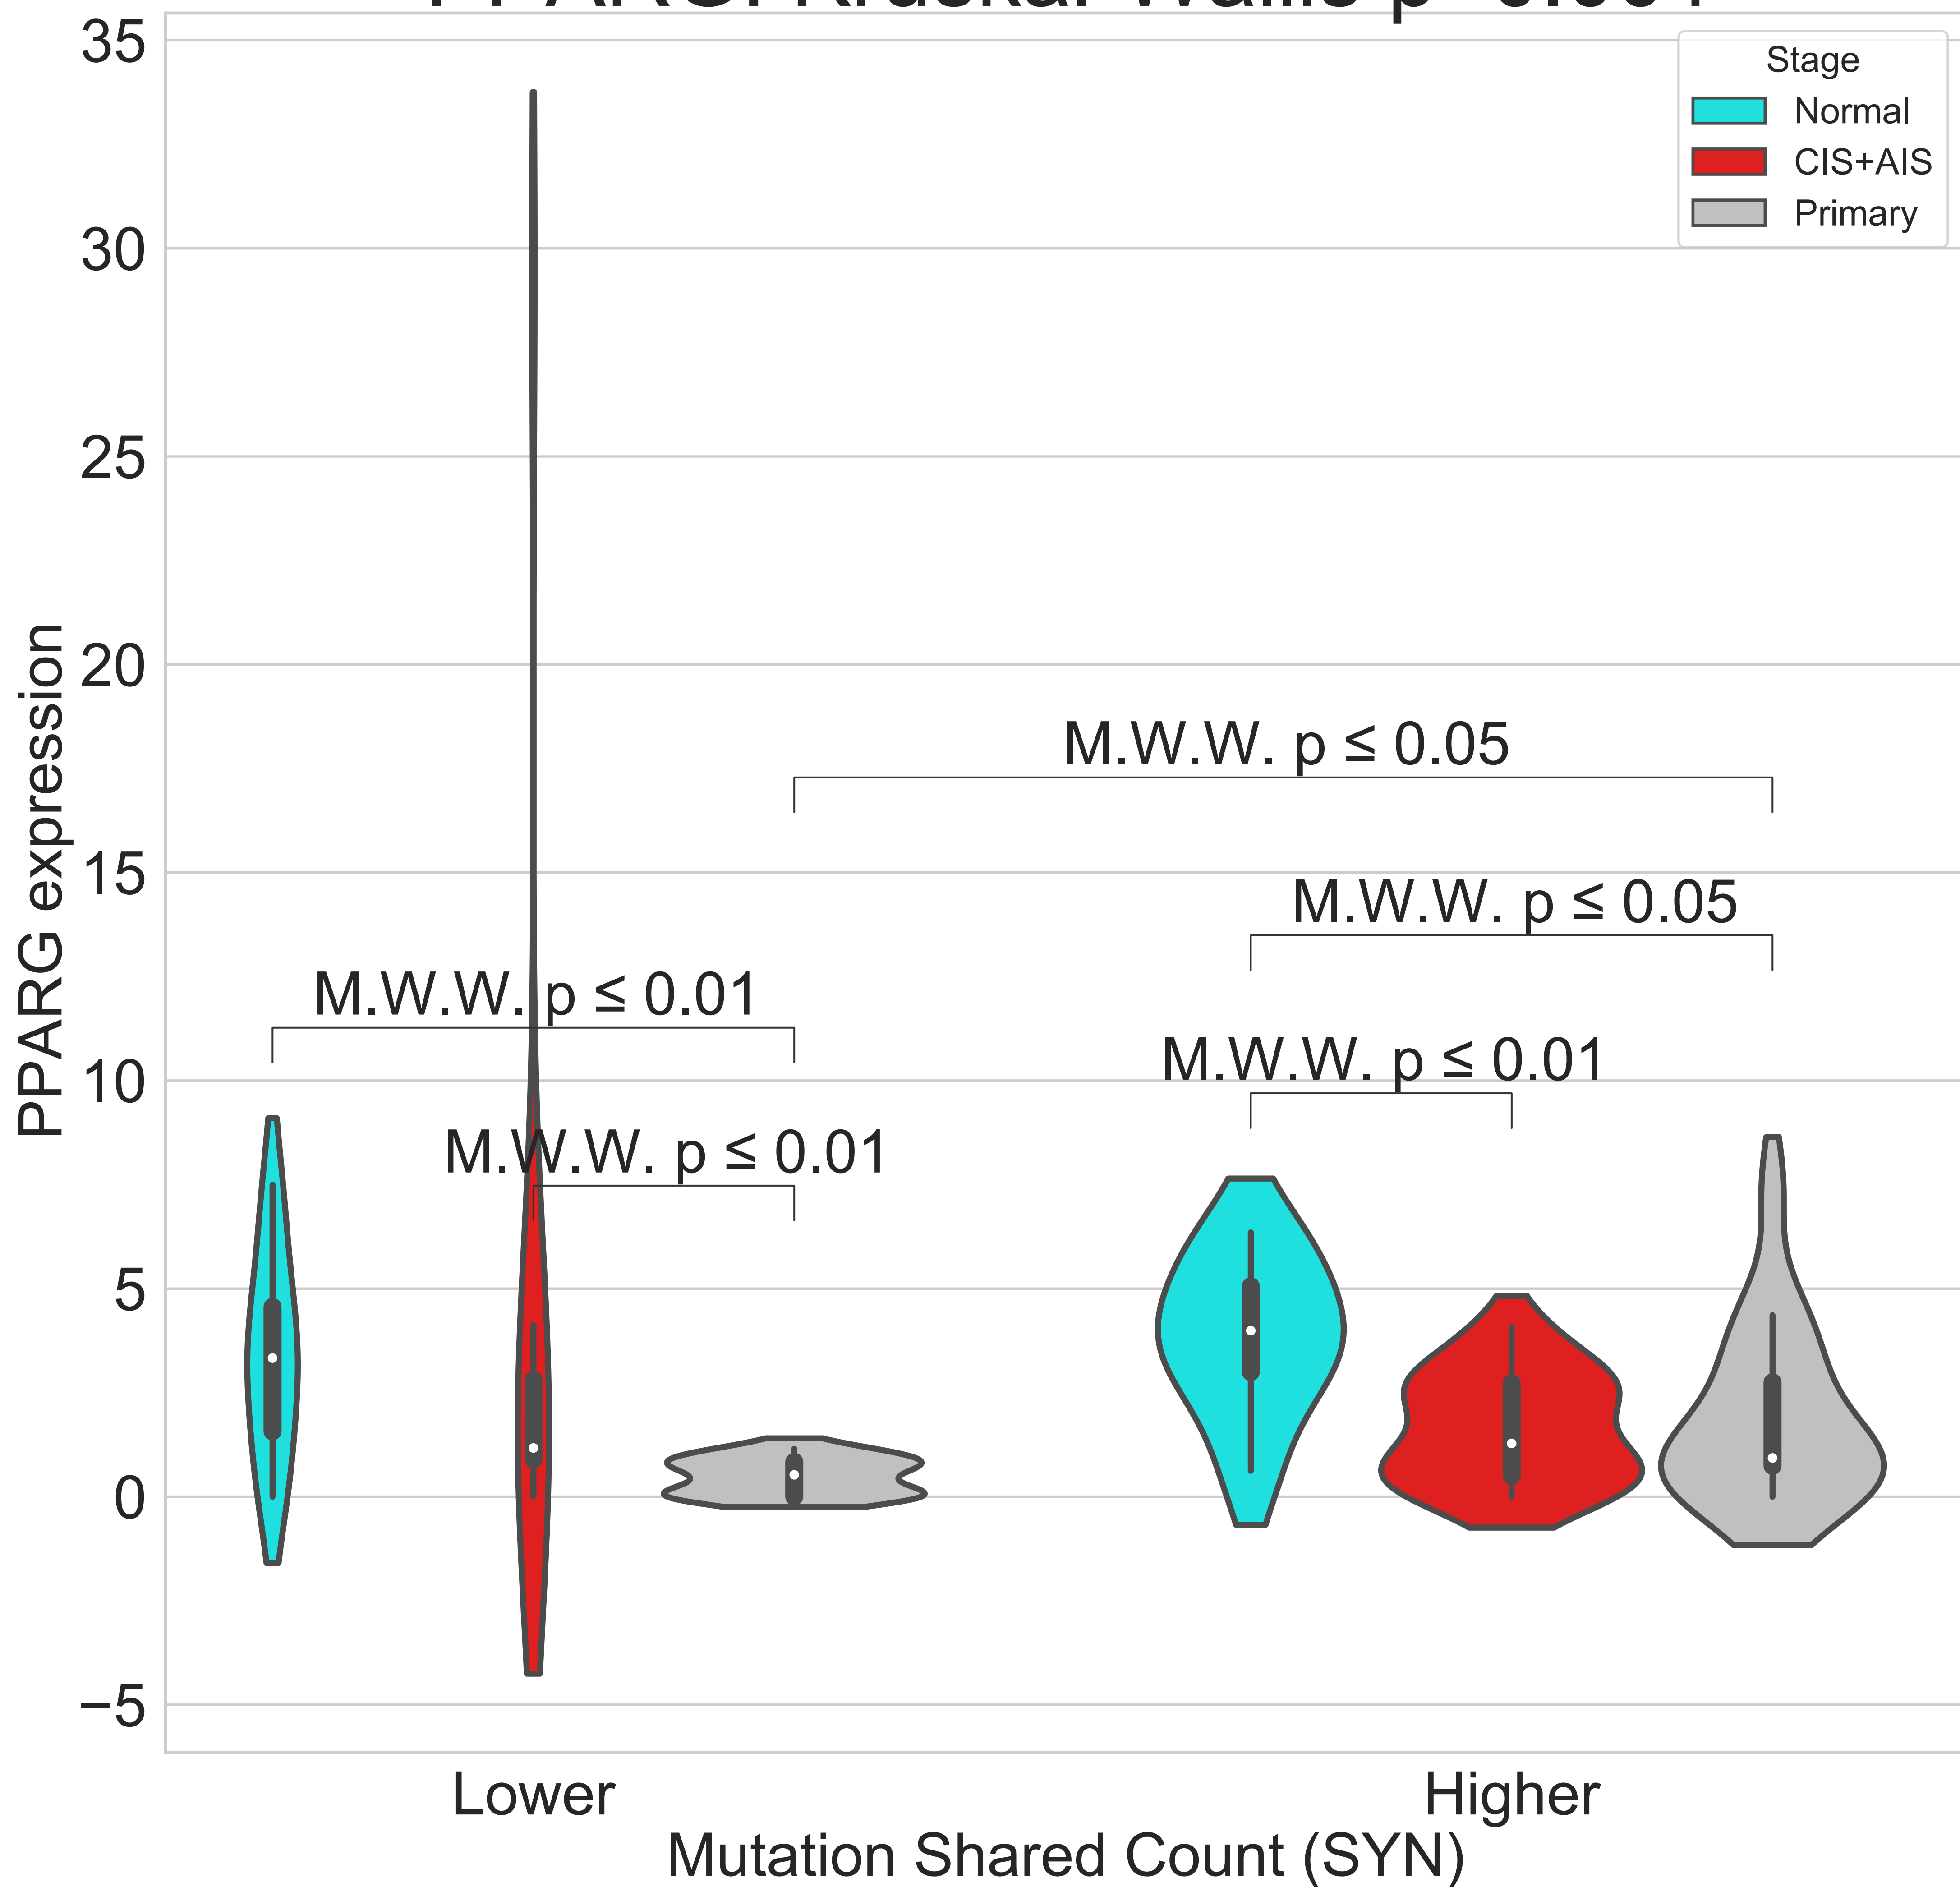 35
30
25
20
15
10
5
0
−5
PPARG expression
Stage
Normal
CIS+AIS
Primary
M.W.W. p ≤ 0.05
M.W.W. p ≤ 0.05
M.W.W. p ≤ 0.01
M.W.W. p ≤ 0.01
M.W.W. p ≤ 0.01
Lower
Higher
Mutation Shared Count (SYN)